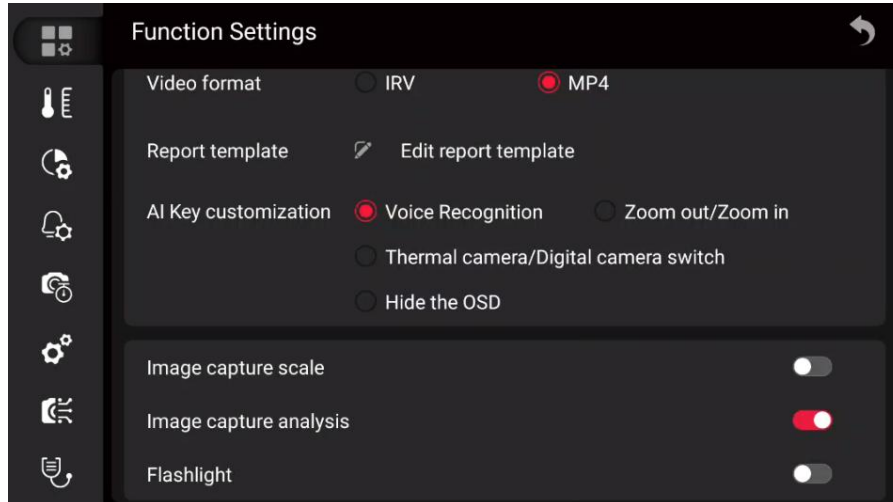 Function Settings
Video format IRV MP4
Report template Edit report template
AI Key customization Voice Recognition Zoom out/Zoom in
Thermal camera/Digital camera switch
Hide the OSD
Image capture scale
Image capture analysis
Flashlight